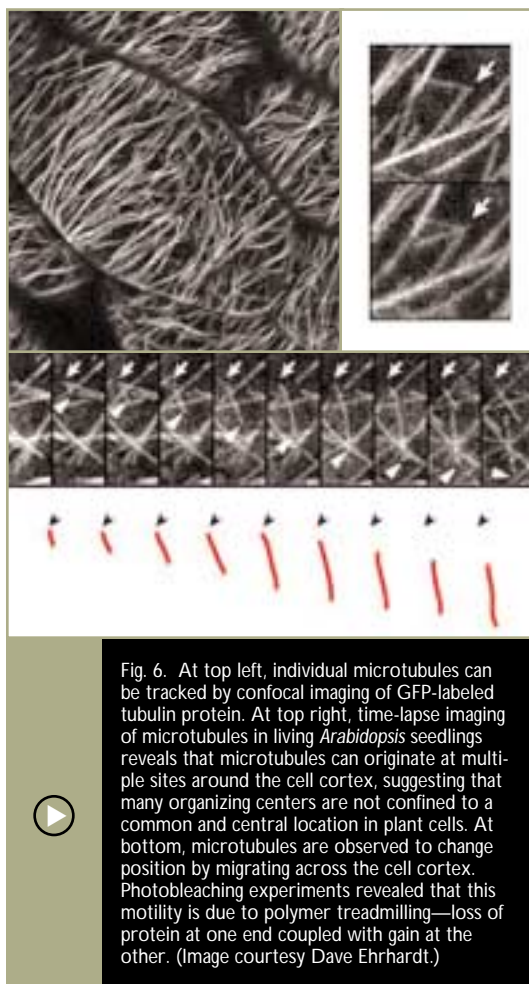 Fig. 6.  At top left, individual microtubules can
be tracked by confocal imaging of GFP-labeled
tubulin protein. At top right, time-lapse imaging
of microtubules in living Arabidopsis seedlings
reveals that microtubules can originate at multi-
ple sites around the cell cortex, suggesting that
many organizing centers are not confined to a
common and central location in plant cells. At
bottom, microtubules are observed to change
position by migrating across the cell cortex.
Photobleaching experiments revealed that this
motility is due to polymer treadmilling—loss of
protein at one end coupled with gain at the
other. (Image courtesy Dave Ehrhardt.)